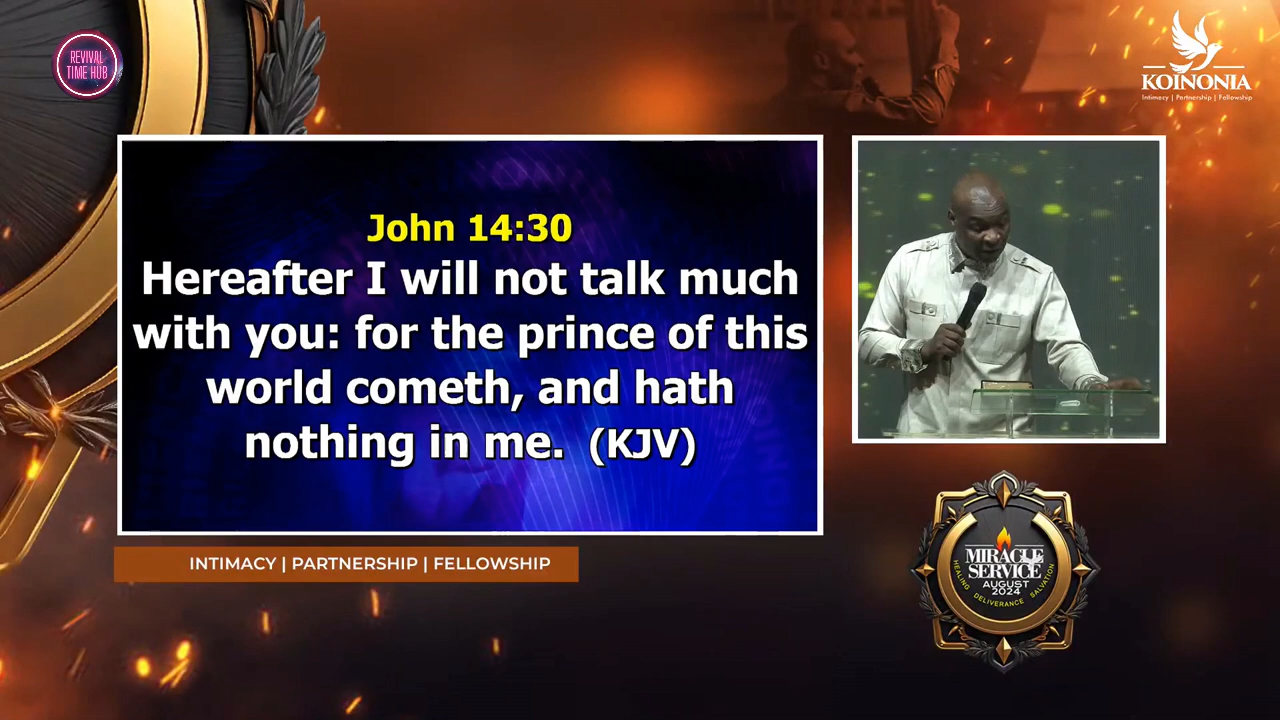 REVIVAL
TIME HUB
KOINONIA
Intimacy | Partnership | Fellowship
John 14:30
Hereafter I will not talk much
with you: for the prince of this
world cometh, and hath
nothing in me. (KJV)
INTIMACY | PARTNERSHIP | FELLOWSHIP
MIRACLE
SERVICE
AUGUST
2024
HEALING DELIVERANCE SALVATION